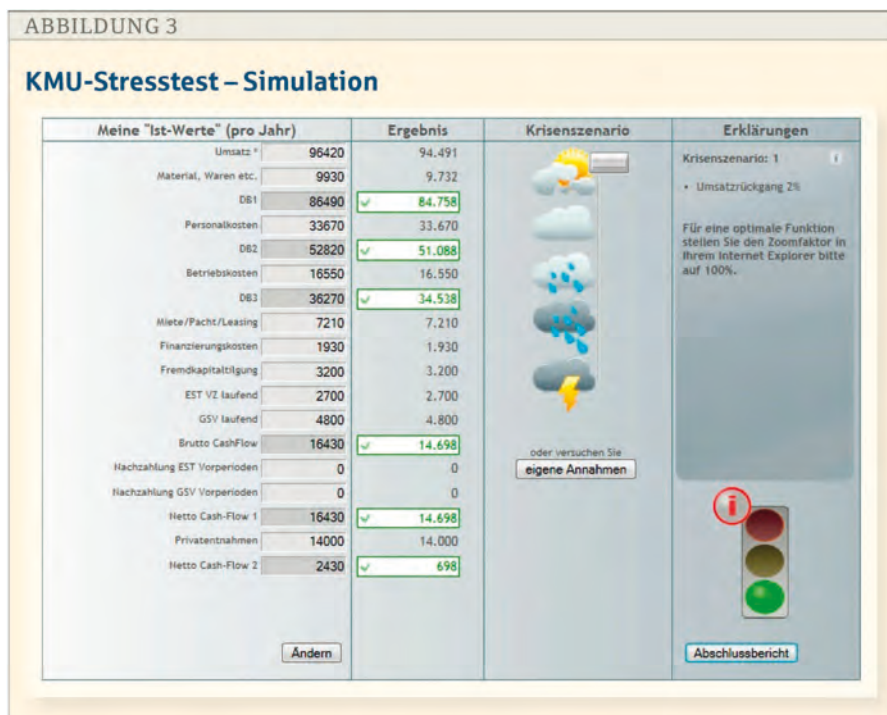 ABBILDUNG 3
KMU-Stresstest – Simulation
Meine "Ist-Werte" (pro Jahr) Ergebnis Krisenszenario Erklärungen
Umsatz * 96420 94.491
Material, Waren etc. 9930 9.732
DB1 86490 84.758
Personalkosten 33670 33.670
DB2 52820 51.088
Betriebskosten 16550 16.550
DB3 36270 34.538
Miete/Pacht/Leasing 7210 7.210
Finanzierungskosten 1930 1.930
Fremdkapitaltilgung 3200 3.200
EST VZ laufend 2700 2.700
GSV laufend 4800 4.800
Brutto CashFlow 16430 14.698
Nachzahlung EST Vorperioden 0 0
Nachzahlung GSV Vorperioden 0 0
Netto Cash-Flow 1 16430 14.698
Privatentnahmen 14000 14.000
Netto Cash-Flow 2 2430 698
Ändern
oder versuchen Sie
eigene Annahmen
Krisenszenario: 1 i
• Umsatzrückgang 2%
Für eine optimale Funktion
stellen Sie den Zoomfaktor in
Ihrem Internet Explorer bitte
auf 100%.
i
Abschlussbericht